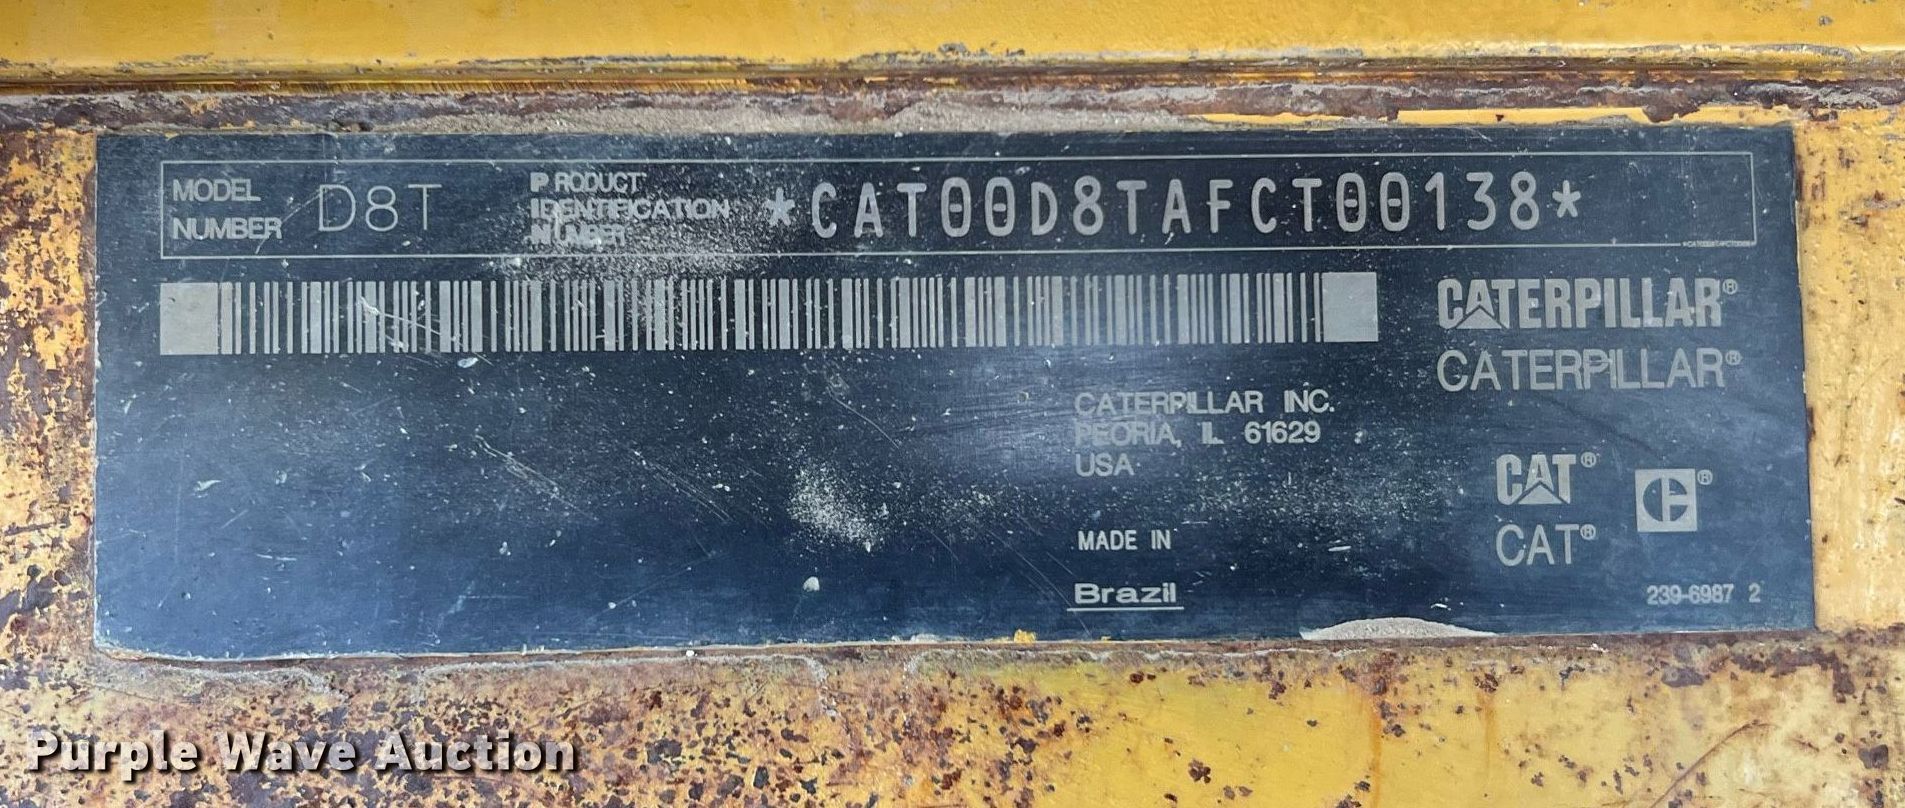 MODEL NUMBER D8T
PRODUCT IDENTIFICATION NUMBER *CAT00D8TAFCT00138*
CATERPILLAR®
CATERPILLAR®
CATERPILLAR INC.
PEORIA, IL 61629
USA
CAT®
CAT®
MADE IN
Brazil
239-6987 2
Purple Wave Auction